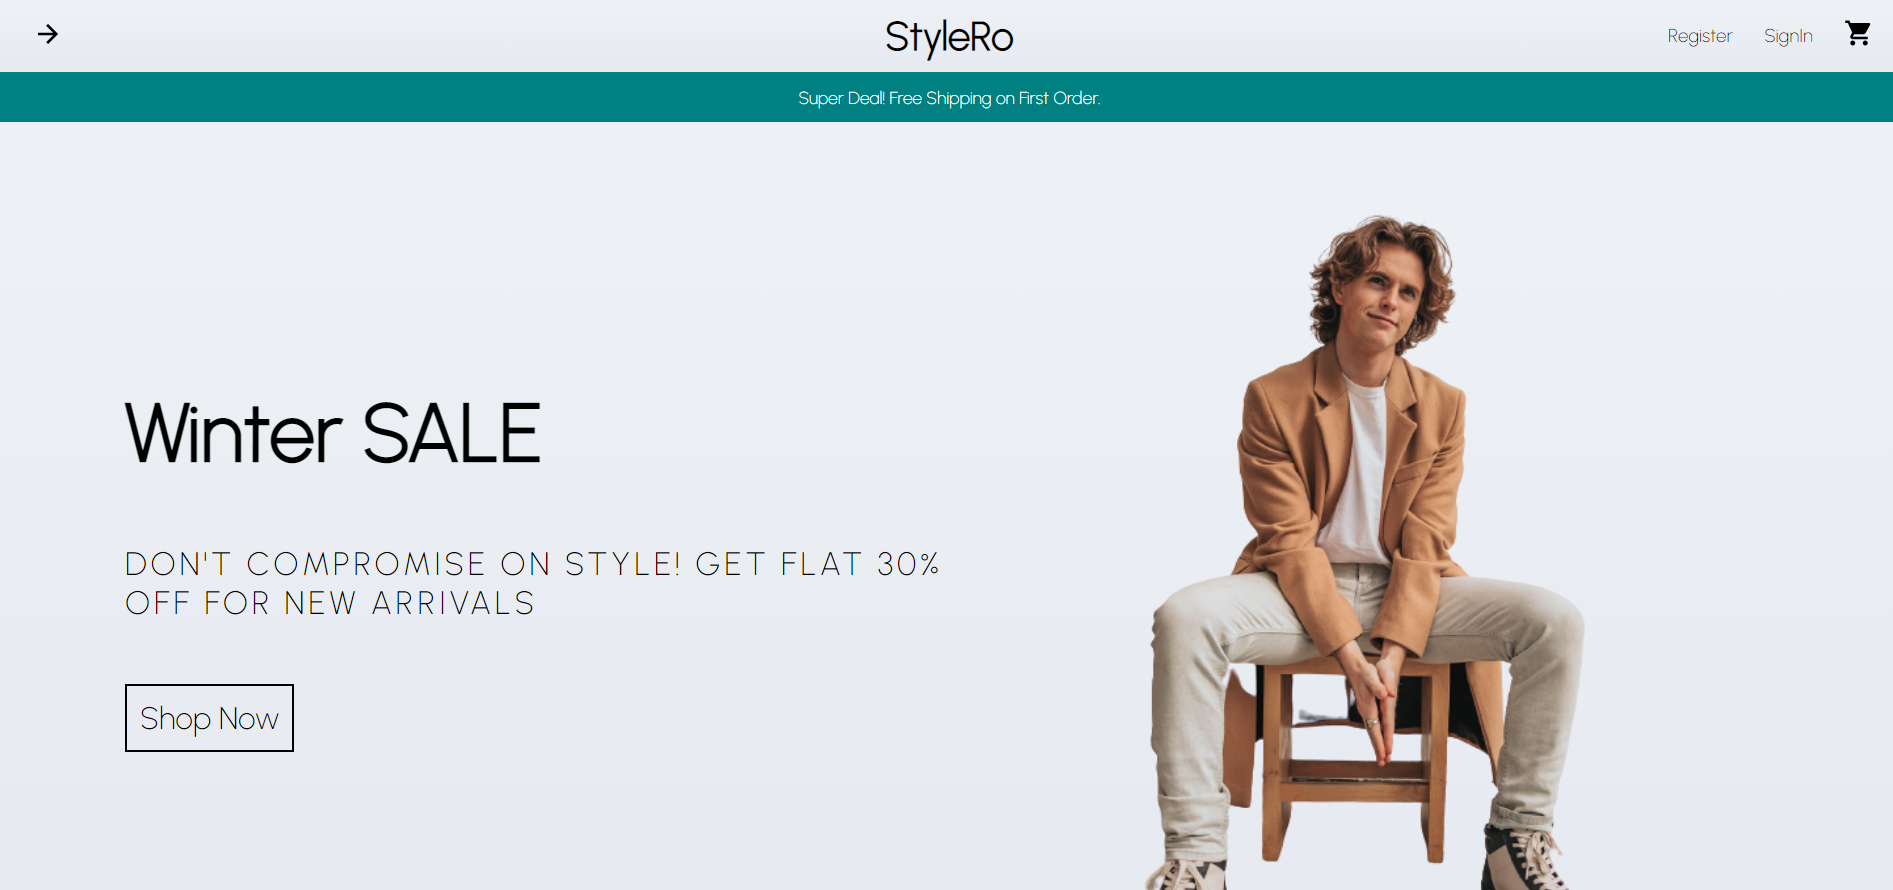 StyleRo
Register
SignIn
Super Deal! Free Shipping on First Order.
Winter SALE
DON'T COMPROMISE ON STYLE! GET FLAT 30%
OFF FOR NEW ARRIVALS
Shop Now